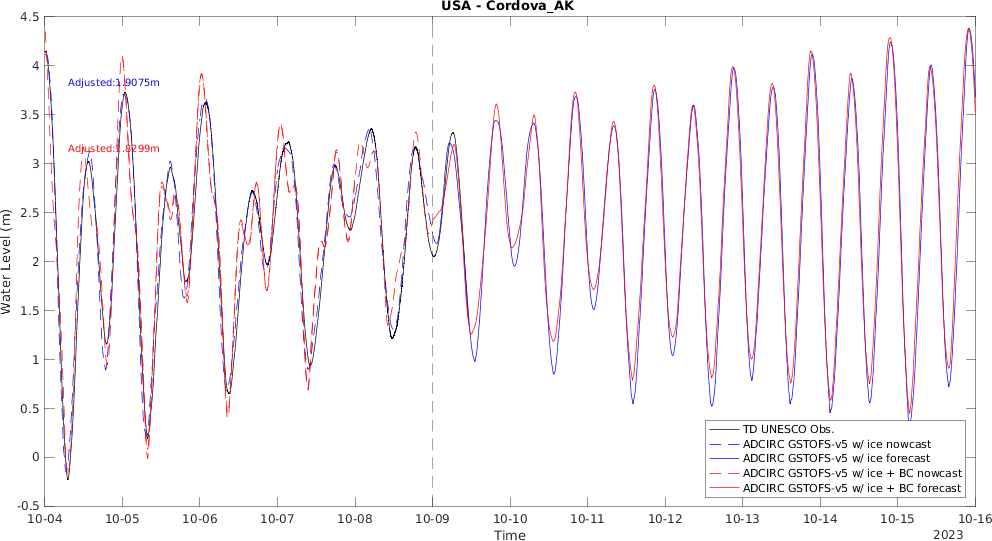 USA - Cordova_AK
4.5
4
3.5
3
2.5
2
1.5
1
0.5
0
-0.5
Water Level (m)
Adjusted:1.9075m
Adjusted:1.8299m
TD UNESCO Obs.
ADCIRC GSTOFS-v5 w/ ice nowcast
ADCIRC GSTOFS-v5 w/ ice forecast
ADCIRC GSTOFS-v5 w/ ice + BC nowcast
ADCIRC GSTOFS-v5 w/ ice + BC forecast
10-04 10-05 10-06 10-07 10-08 10-09 10-10 10-11 10-12 10-13 10-14 10-15 10-16
Time
2023